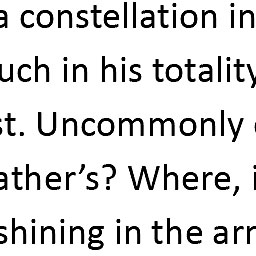 a constellation in
uch in his totality
st. Uncommonly
ather’s? Where, i
shining in the arr